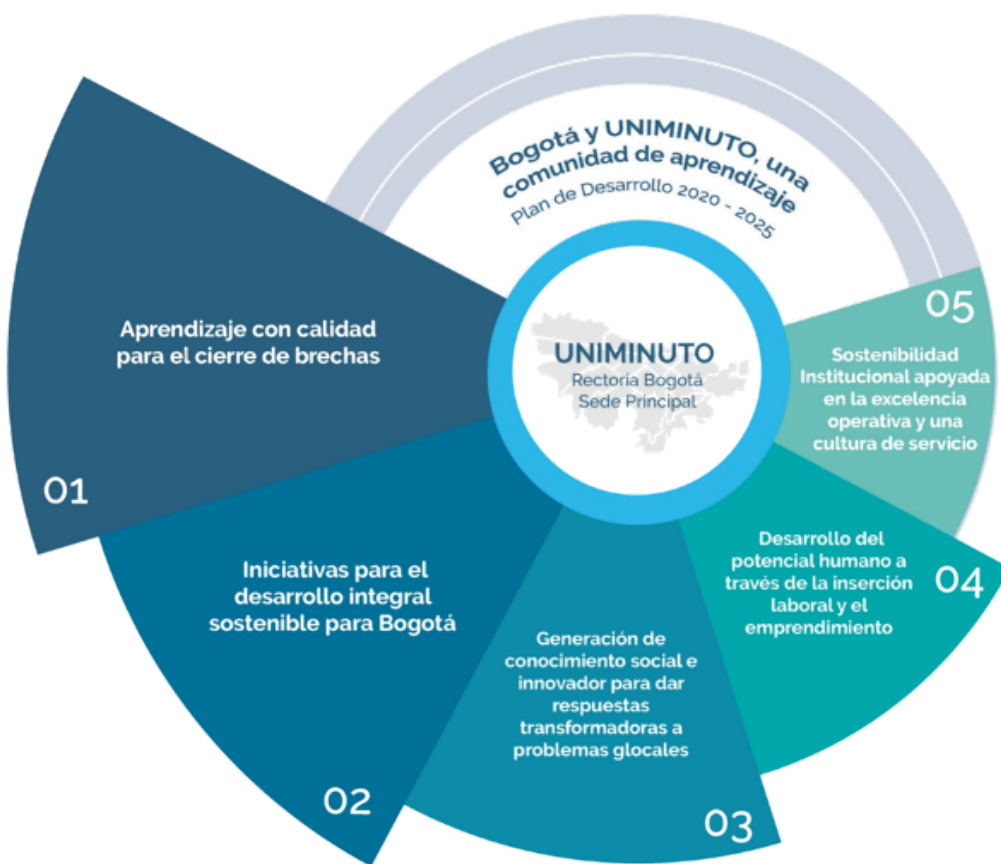 Bogotá y UNIMINUTO, una
comunidad de aprendizaje
Plan de Desarrollo 2020 - 2025
UNIMINUTO
Rectoría Bogotá
Sede Principal
Aprendizaje con calidad
para el cierre de brechas
01
Iniciativas para el
desarrollo integral
sostenible para Bogotá
02
Generación de
conocimiento social e
innovador para dar
respuestas
transformadoras a
problemas glocales
03
Desarrollo del
potencial humano a
través de la inserción
laboral y el
emprendimiento
04
05
Sostenibilidad
Institucional apoyada
en la excelencia
operativa y una
cultura de servicio